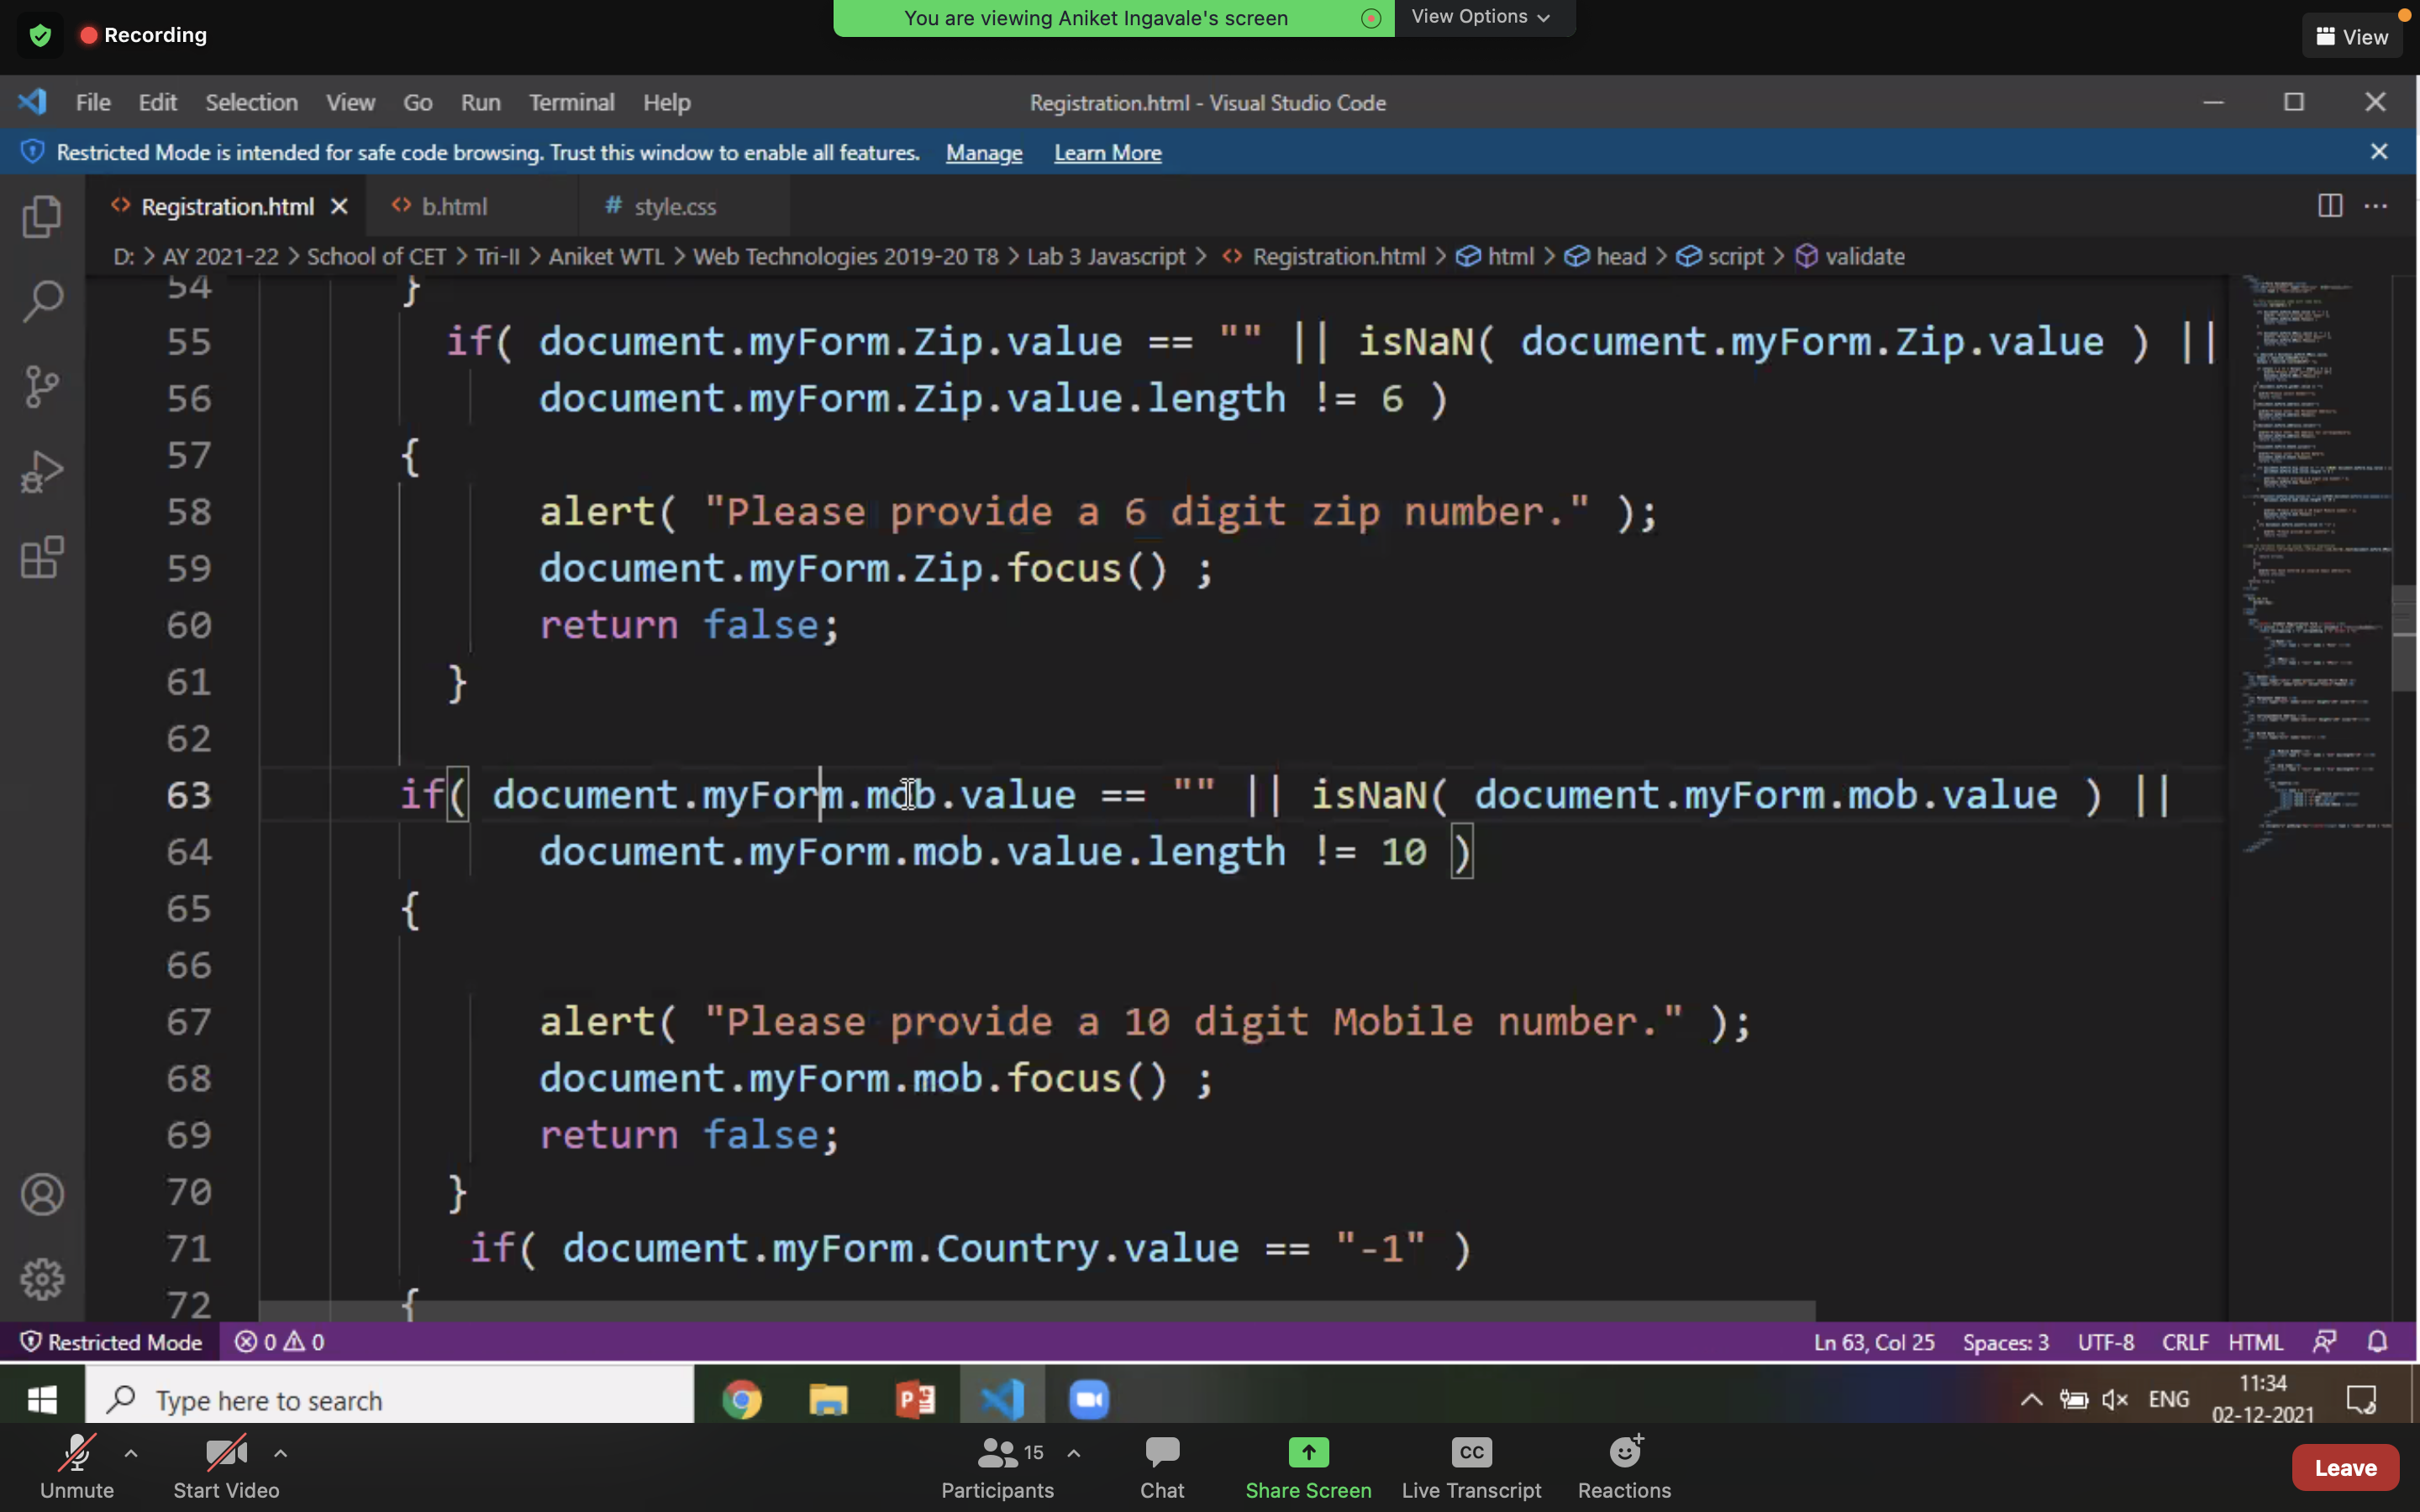 Recording
You are viewing Aniket Ingavale's screen
View Options
View
File Edit Selection View Go Run Terminal Help
Registration.html - Visual Studio Code
Restricted Mode is intended for safe code browsing. Trust this window to enable all features. Manage Learn More
Registration.html b.html # style.css
D: > AY 2021-22 > School of CET > Tri-II > Aniket WTL > Web Technologies 2019-20 T8 > Lab 3 Javascript > Registration.html > html > head > script > validate
54 }
55 if( document.myForm.Zip.value == "" || isNaN( document.myForm.Zip.value ) ||
56 document.myForm.Zip.value.length != 6 )
57 {
58 alert( "Please provide a 6 digit zip number." );
59 document.myForm.Zip.focus() ;
60 return false;
61 }
62
63 if( document.myForm.mob.value == "" || isNaN( document.myForm.mob.value ) ||
64 document.myForm.mob.value.length != 10 )
65 {
66
67 alert( "Please provide a 10 digit Mobile number." );
68 document.myForm.mob.focus() ;
69 return false;
70 }
71 if( document.myForm.Country.value == "-1" )
72 {
Restricted Mode 0 0 Ln 63, Col 25 Spaces: 3 UTF-8 CRLF HTML
Type here to search
ENG
11:34
02-12-2021
Unmute
Start Video
15
Participants
Chat
Share Screen
CC
Live Transcript
Reactions
Leave